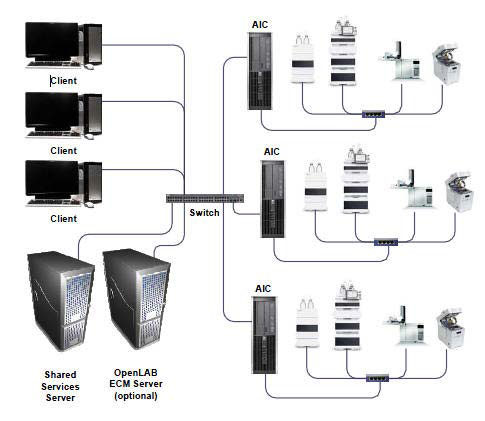 AIC
Client
Client
AIC
Client
Switch
AIC
Shared
Services
Server
OpenLAB
ECM Server
(optional)